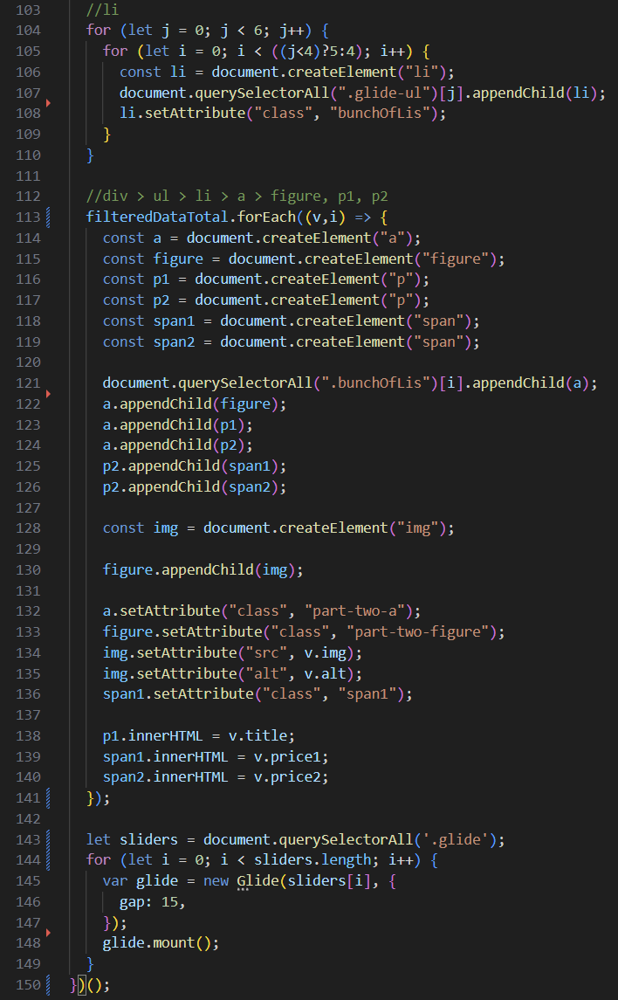 103 //li
104 for (let j = 0; j < 6; j++) {
105 for (let i = 0; i < ((j<4)?5:4); i++) {
106 const li = document.createElement("li");
107 document.querySelectorAll(".glide-ul")[j].appendChild(li);
108 li.setAttribute("class", "bunchOfLis");
109 }
110 }
111
112 //div > ul > li > a > figure, p1, p2
113 filteredDataTotal.forEach((v,i) => {
114 const a = document.createElement("a");
115 const figure = document.createElement("figure");
116 const p1 = document.createElement("p");
117 const p2 = document.createElement("p");
118 const span1 = document.createElement("span");
119 const span2 = document.createElement("span");
120
121 document.querySelectorAll(".bunchOfLis")[i].appendChild(a);
122 a.appendChild(figure);
123 a.appendChild(p1);
124 a.appendChild(p2);
125 p2.appendChild(span1);
126 p2.appendChild(span2);
127
128 const img = document.createElement("img");
129
130 figure.appendChild(img);
131
132 a.setAttribute("class", "part-two-a");
133 figure.setAttribute("class", "part-two-figure");
134 img.setAttribute("src", v.img);
135 img.setAttribute("alt", v.alt);
136 span1.setAttribute("class", "span1");
137
138 p1.innerHTML = v.title;
139 span1.innerHTML = v.price1;
140 span2.innerHTML = v.price2;
141 });
142
143 let sliders = document.querySelectorAll('.glide');
144 for (let i = 0; i < sliders.length; i++) {
145 var glide = new Glide(sliders[i], {
146 gap: 15,
147 });
148 glide.mount();
149 }
150 })();